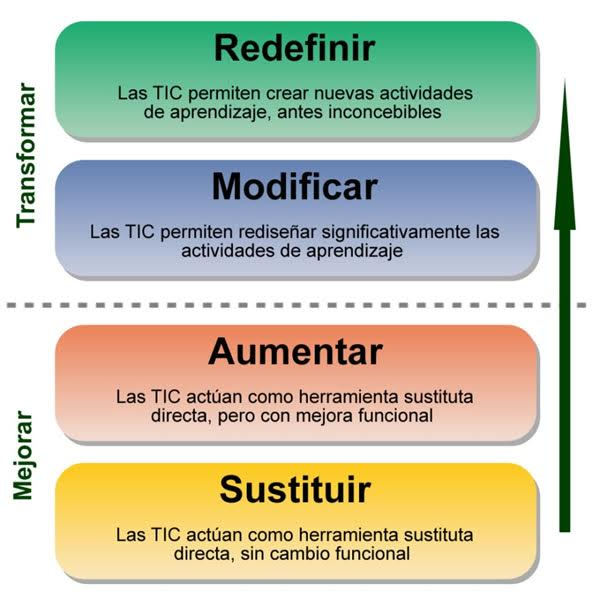 Transformar
Redefinir
Las TIC permiten crear nuevas actividades
de aprendizaje, antes inconcebibles
Modificar
Las TIC permiten rediseñar significativamente las
actividades de aprendizaje
Mejorar
Aumentar
Las TIC actúan como herramienta sustituta
directa, pero con mejora funcional
Sustituir
Las TIC actúan como herramienta sustituta
directa, sin cambio funcional